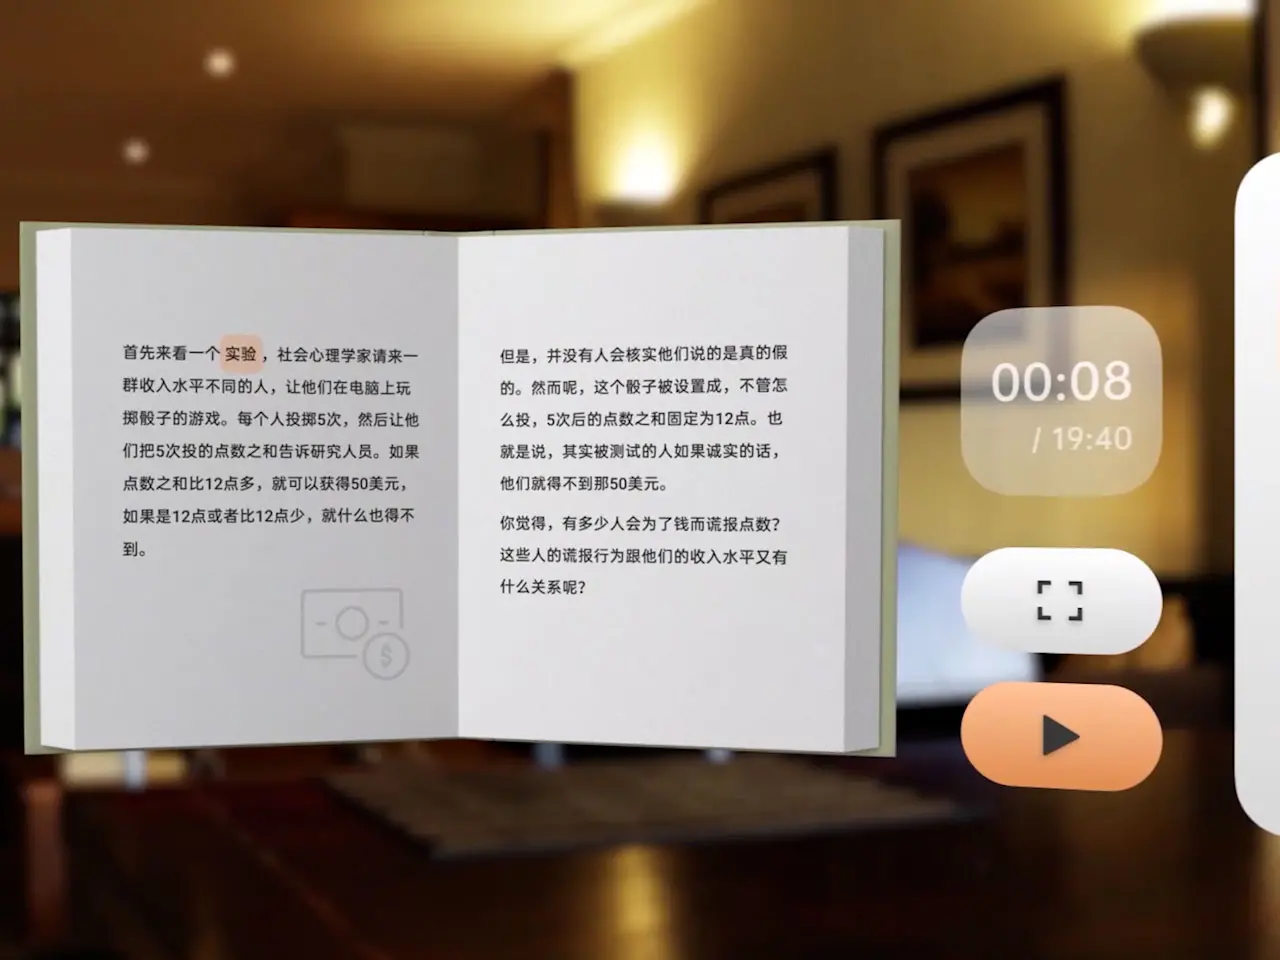 首先来看一个 实验 ，社会心理学家请来一
群收入水平不同的人，让他们在电脑上玩
掷骰子的游戏。每个人投掷5次，然后让他
们把5次投的点数之和告诉研究人员。如果
点数之和比12点多，就可以获得50美元，
如果是12点或者比12点少，就什么也得不
到。
$
但是，并没有人会核实他们说的是真的假
的。然而呢，这个骰子被设置成，不管怎
么投，5次后的点数之和固定为12点。也
就是说，其实被测试的人如果诚实的话，
他们就得不到那50美元。
你觉得，有多少人会为了钱而谎报点数？
这些人的谎报行为跟他们的收入水平又有
什么关系呢？
00:08
/ 19:40